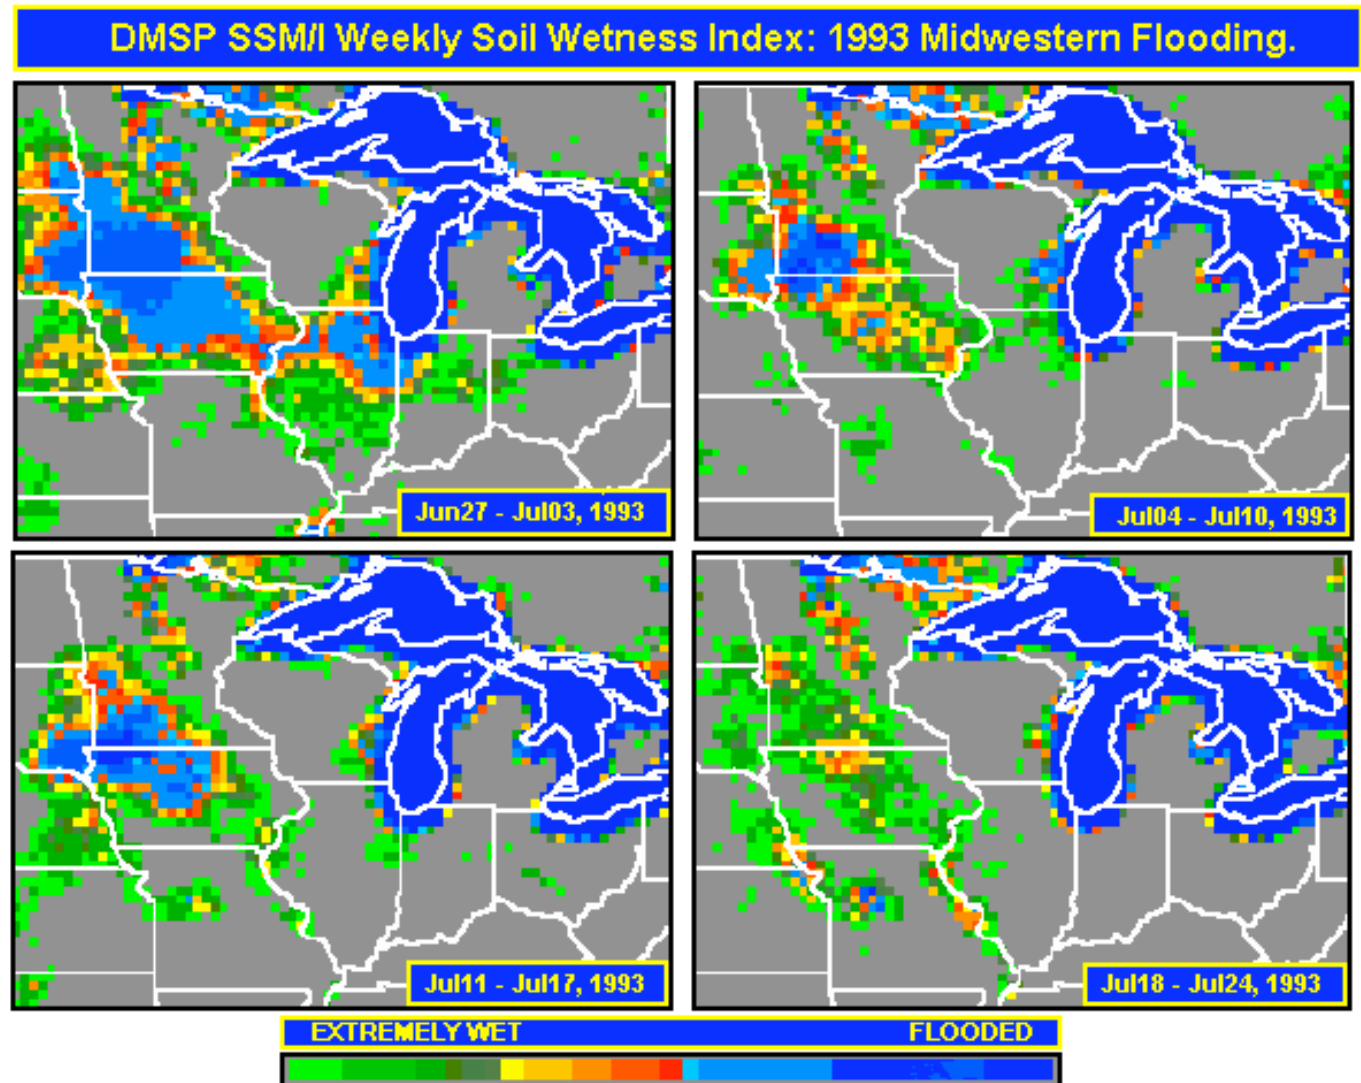 DMSP SSM/I Weekly Soil Wetness Index: 1993 Midwestern Flooding.
Jun27 - Jul03, 1993
Jul04 - Jul10, 1993
Jul11 - Jul17, 1993
Jul18 - Jul24, 1993
EXTREMELY WET FLOODED